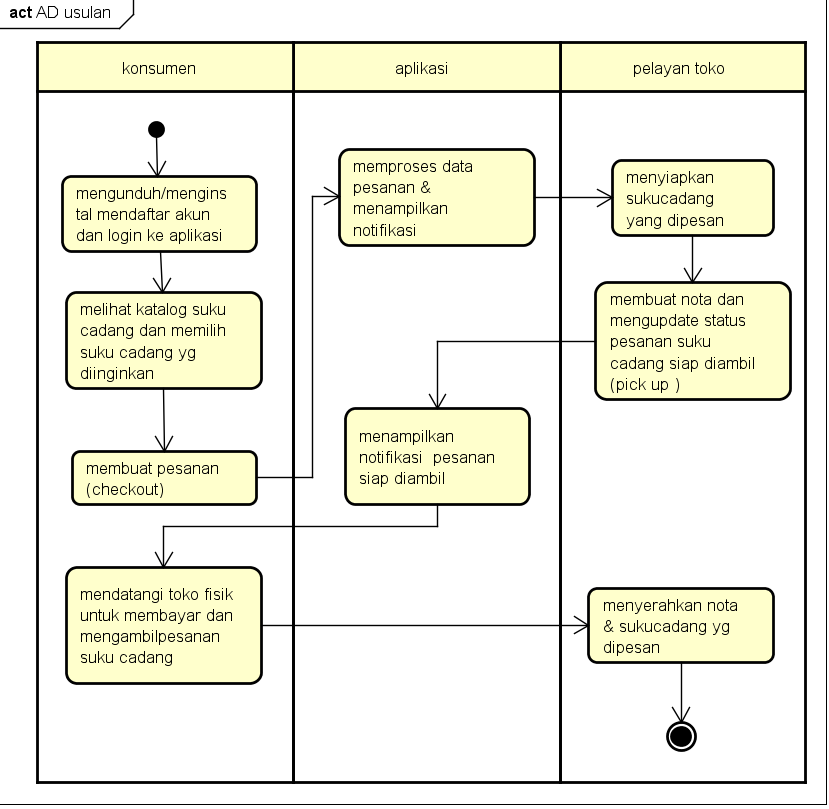 act AD usulan
konsumen
aplikasi
pelayan toko
mengunduh/mengins
tal mendaftar akun
dan login ke aplikasi
melihat katalog suku
cadang dan memilih
suku cadang yg
diinginkan
membuat pesanan
(checkout)
memproses data
pesanan &
menampilkan
notifikasi
menyiapkan
sukucadang
yang dipesan
membuat nota dan
mengupdate status
pesanan suku
cadang siap diambil
(pick up )
menampilkan
notifikasi  pesanan
siap diambil
mendatangi toko fisik
untuk membayar dan
mengambilpesanan
suku cadang
menyerahkan nota
& sukucadang yg
dipesan